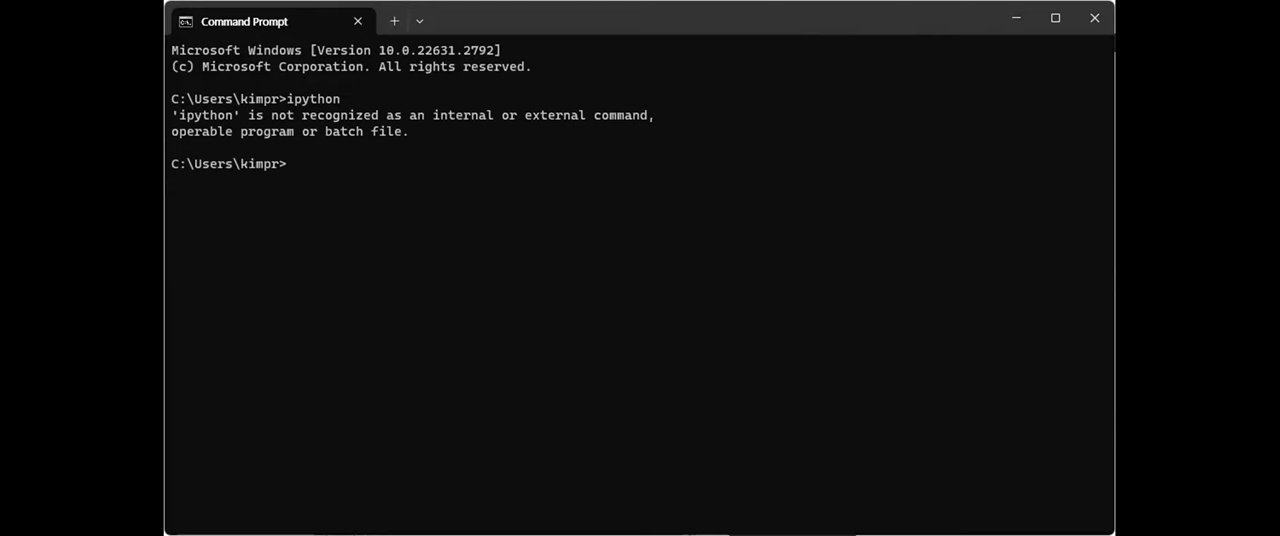 Command Prompt
Microsoft Windows [Version 10.0.22631.2792]
(c) Microsoft Corporation. All rights reserved.
C:\Users\kimpr>ipython
'ipython' is not recognized as an internal or external command,
operable program or batch file.
C:\Users\kimpr>